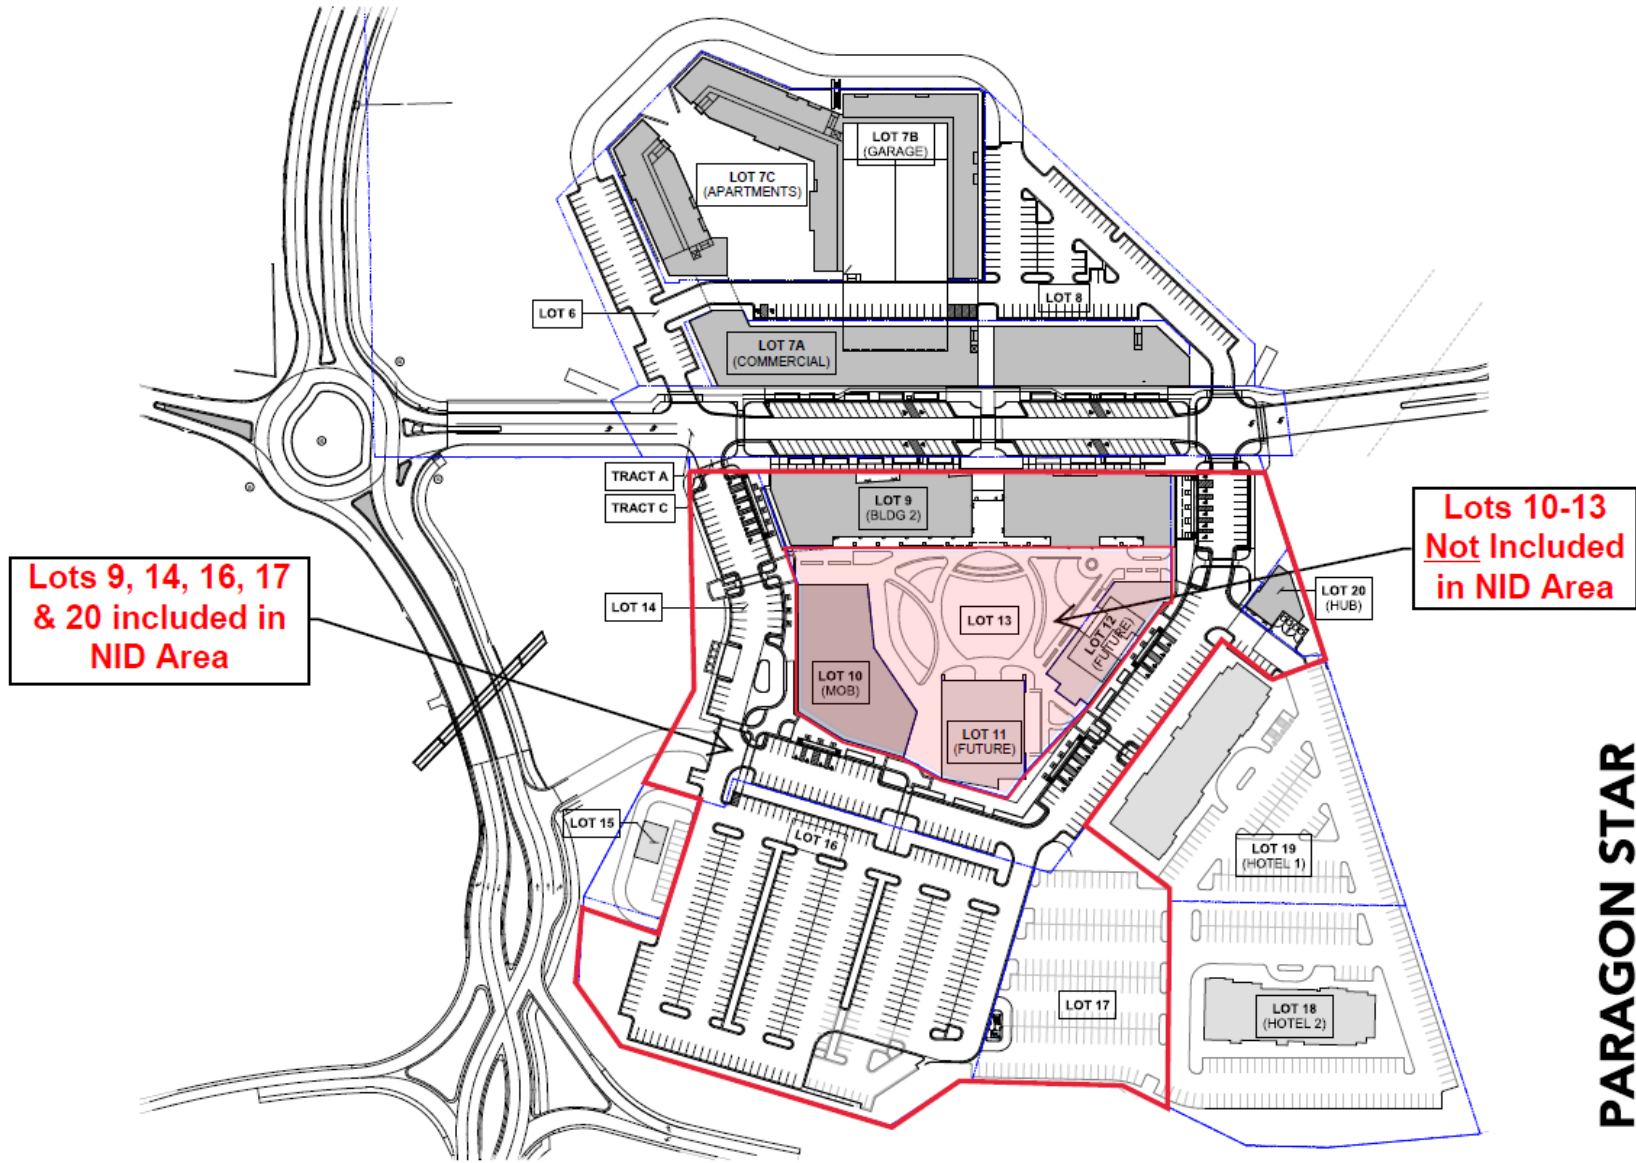 LOT 7B
(GARAGE)
LOT 7C
(APARTMENTS)
LOT 8
LOT 6
LOT 7A
(COMMERCIAL)
TRACT A
TRACT C
LOT 9
(BLDG 2)
Lots 10-13
Not Included
in NID Area
Lots 9, 14, 16, 17
& 20 included in
NID Area
LOT 14
LOT 13
LOT 12
(FUTURE)
LOT 20
(HUB)
LOT 10
(MOB)
LOT 11
(FUTURE)
LOT 15
LOT 16
LOT 19
(HOTEL 1)
LOT 17
LOT 18
(HOTEL 2)
PARAGON STAR